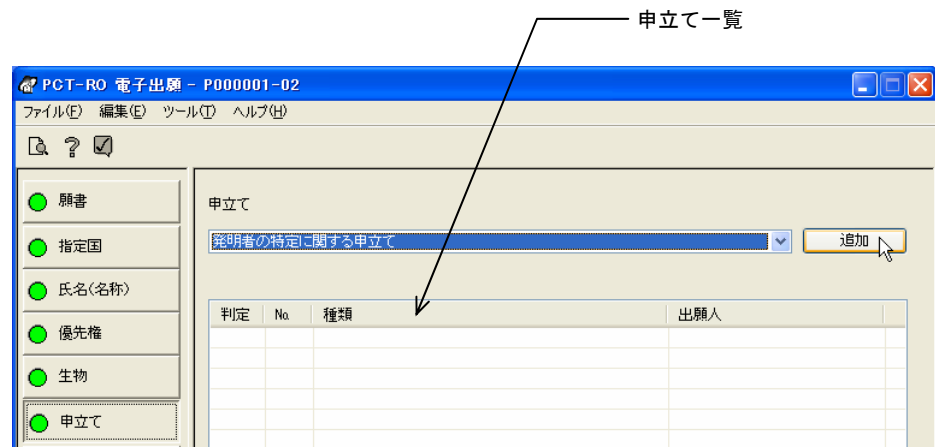 申立て一覧
PCT-RO 電子出願 - P000001-02
ファイル(F) 編集(E) ツール(T) ヘルプ(H)
願書
指定国
氏名(名称)
優先権
生物
申立て
申立て
発明者の特定に関する申立て
追加
判定 No. 種類 出願人